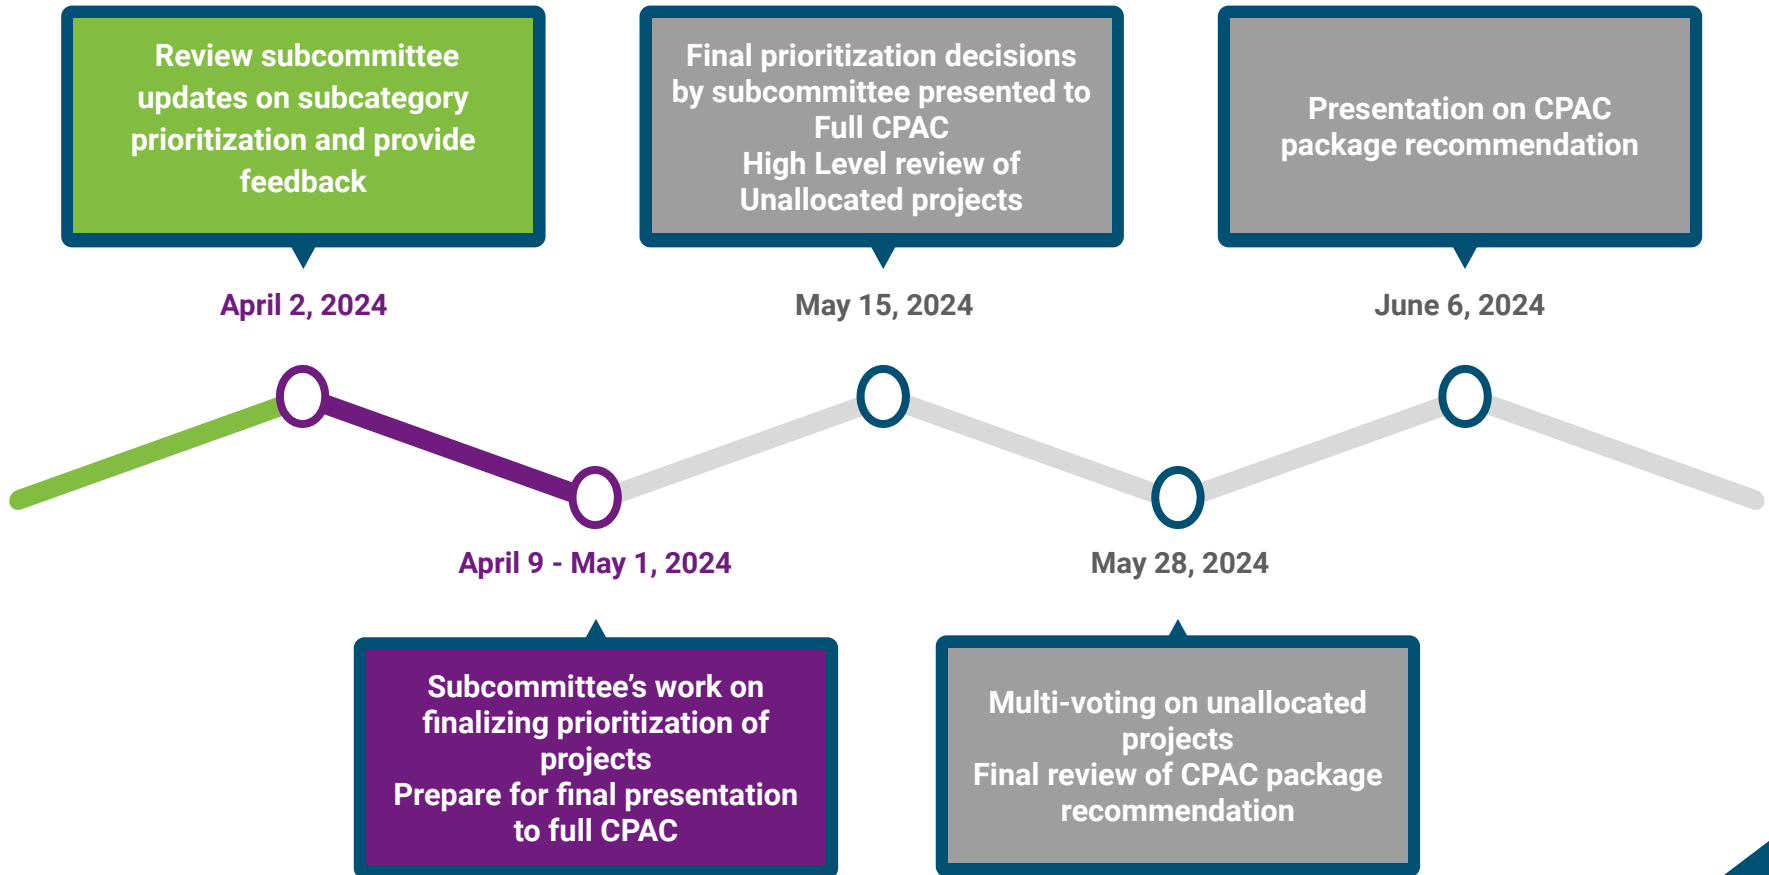 Review subcommittee
updates on subcategory
prioritization and provide
feedback
April 2, 2024
Final prioritization decisions
by subcommittee presented to
Full CPAC
High Level review of
Unallocated projects
May 15, 2024
Presentation on CPAC
package recommendation
June 6, 2024
April 9 - May 1, 2024
Subcommittee’s work on
finalizing prioritization of
projects
Prepare for final presentation
to full CPAC
May 28, 2024
Multi-voting on unallocated
projects
Final review of CPAC package
recommendation